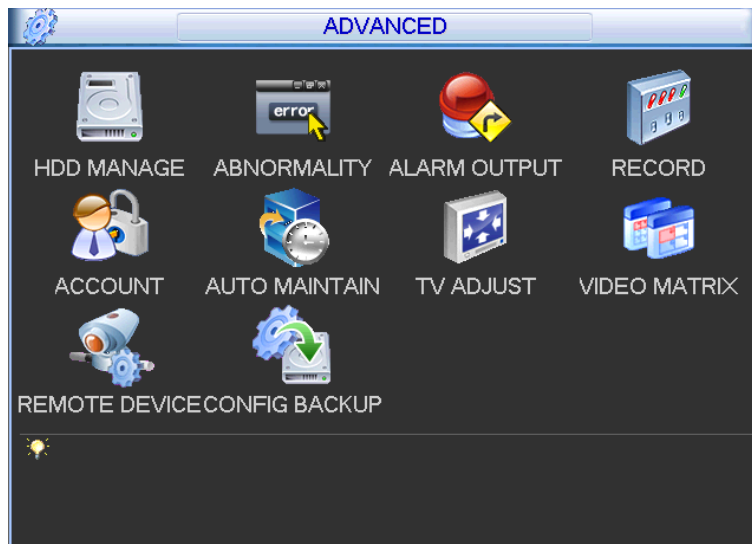 ADVANCED
error
HDD MANAGE ABNORMALITY ALARM OUTPUT RECORD
ACCOUNT AUTO MAINTAIN TV ADJUST VIDEO MATRIX
REMOTE DEVICE CONFIG BACKUP